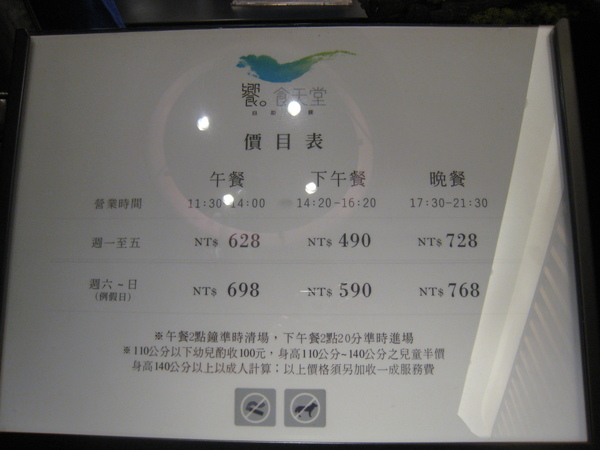 饗。食天堂
自助
價目表
午餐 下午餐 晚餐
營業時間 11:30-14:00 14:20-16:20 17:30-21:30
週一至五 NT$ 628 NT$ 490 NT$ 728
週六~日 NT$ 698 NT$ 590 NT$ 768
(例假日)
※午餐2點鐘準時清場，下午餐2點20分準時進場
※110公分以下幼兒酌收100元，身高110公分~140公分之兒童半價
身高140公分以上以成人計算；以上價格須另加收一成服務費